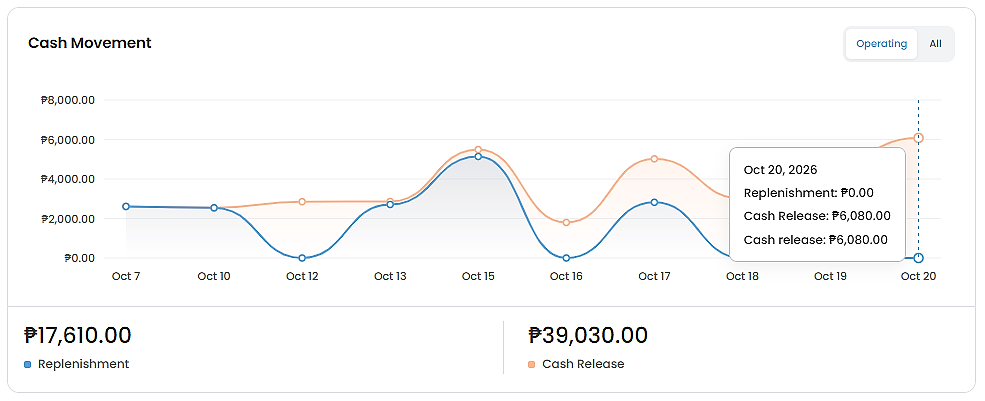 Cash Movement
Operating
All
₱8,000.00
₱6,000.00
₱4,000.00
₱2,000.00
₱0.00
Oct 20, 2026
Replenishment: ₱0.00
Cash Release: ₱6,080.00
Cash release: ₱6,080.00
Oct 7 Oct 10 Oct 12 Oct 13 Oct 15 Oct 16 Oct 17 Oct 18 Oct 19 Oct 20
₱17,610.00
Replenishment
₱39,030.00
Cash Release